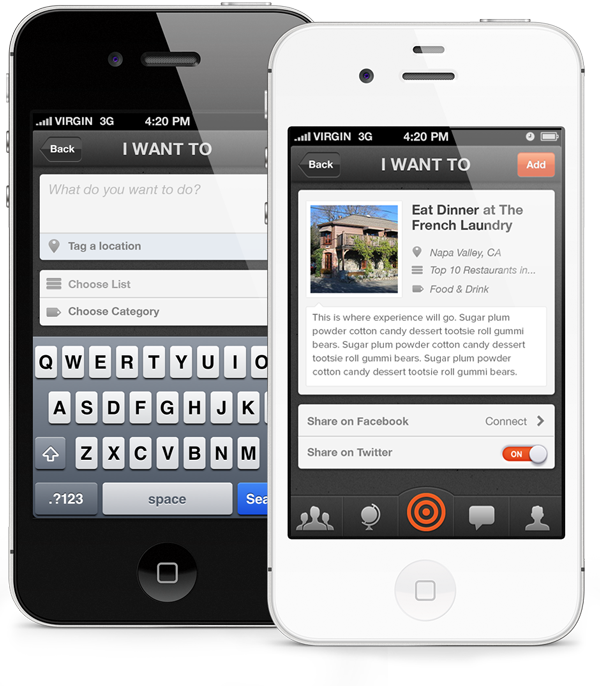 VIRGIN 3G 4:20 PM
Back I WANT TO
What do you want to do?
Tag a location
Choose List
Choose Category
Q W E R T Y U I O
A S D F G H J K
Z X C V B N M
.?123 space Sea
VIRGIN 3G 4:20 PM
Back I WANT TO Add
Eat Dinner at The
French Laundry
Napa Valley, CA
Top 10 Restaurants in...
Food & Drink
This is where experience will go. Sugar plum
powder cotton candy dessert tootsie roll gummi
bears. Sugar plum powder cotton candy dessert
tootsie roll gummi bears. Sugar plum powder
cotton candy dessert tootsie roll gummi bears.
Share on Facebook Connect
Share on Twitter ON